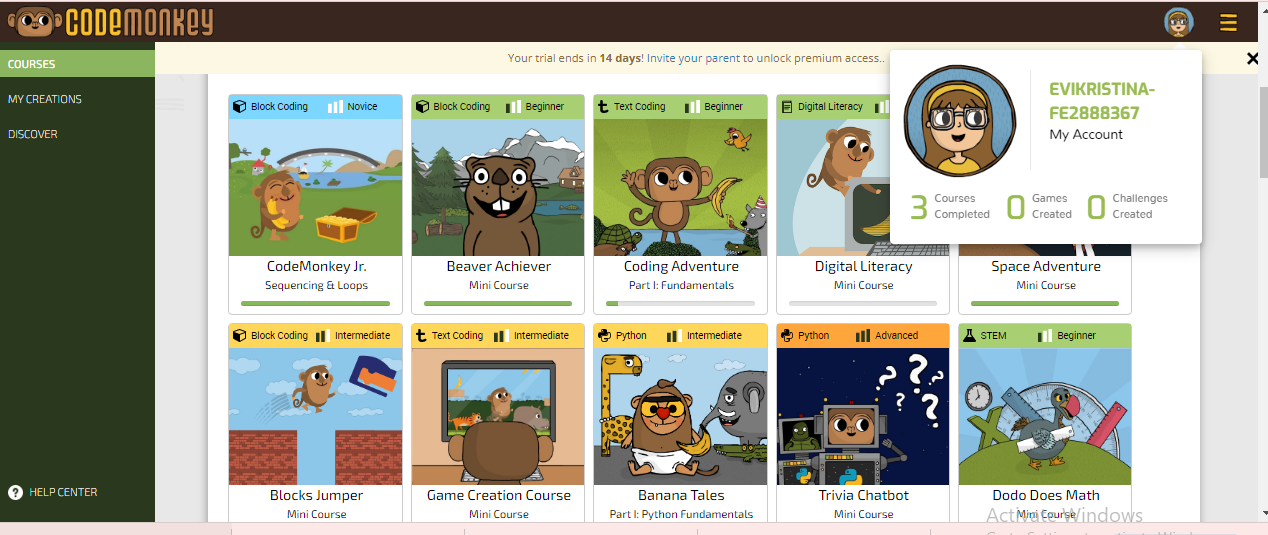 CODEMONKEY
Your trial ends in 14 days! Invite your parent to unlock premium access..
COURSES
MY CREATIONS
DISCOVER
HELP CENTER
EVIKRISTINA-
FE2888367
My Account
3 Courses Completed
0 Games Created
0 Challenges Created
Block Coding Novice
CodeMonkey Jr.
Sequencing & Loops
Block Coding Beginner
Beaver Achiever
Mini Course
Text Coding Beginner
Coding Adventure
Part I: Fundamentals
Digital Literacy
Digital Literacy
Mini Course
Space Adventure
Mini Course
Block Coding Intermediate
Blocks Jumper
Mini Course
Text Coding Intermediate
Game Creation Course
Mini Course
Python Intermediate
Banana Tales
Part I: Python Fundamentals
Python Advanced
???
Trivia Chatbot
Mini Course
STEM Beginner
Dodo Does Math
Mini Course
Activate Windows